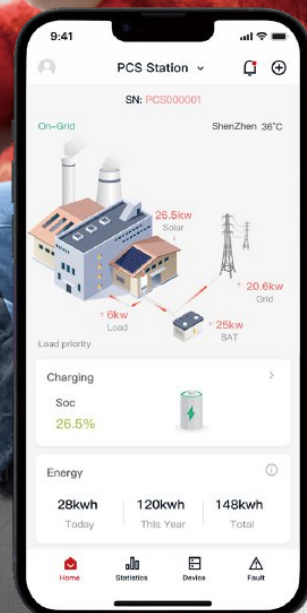 9:41
PCS Station
SN: PCS000001
On-Grid
ShenZhen 36°C
26.5kw
Solar
20.6kw
Grid
6kw
Load
25kw
BAT
Load priority
Charging
Soc
26.5%
Energy
28kwh 120kwh 148kwh
Today This Year Total
Home Statistics Device Fault